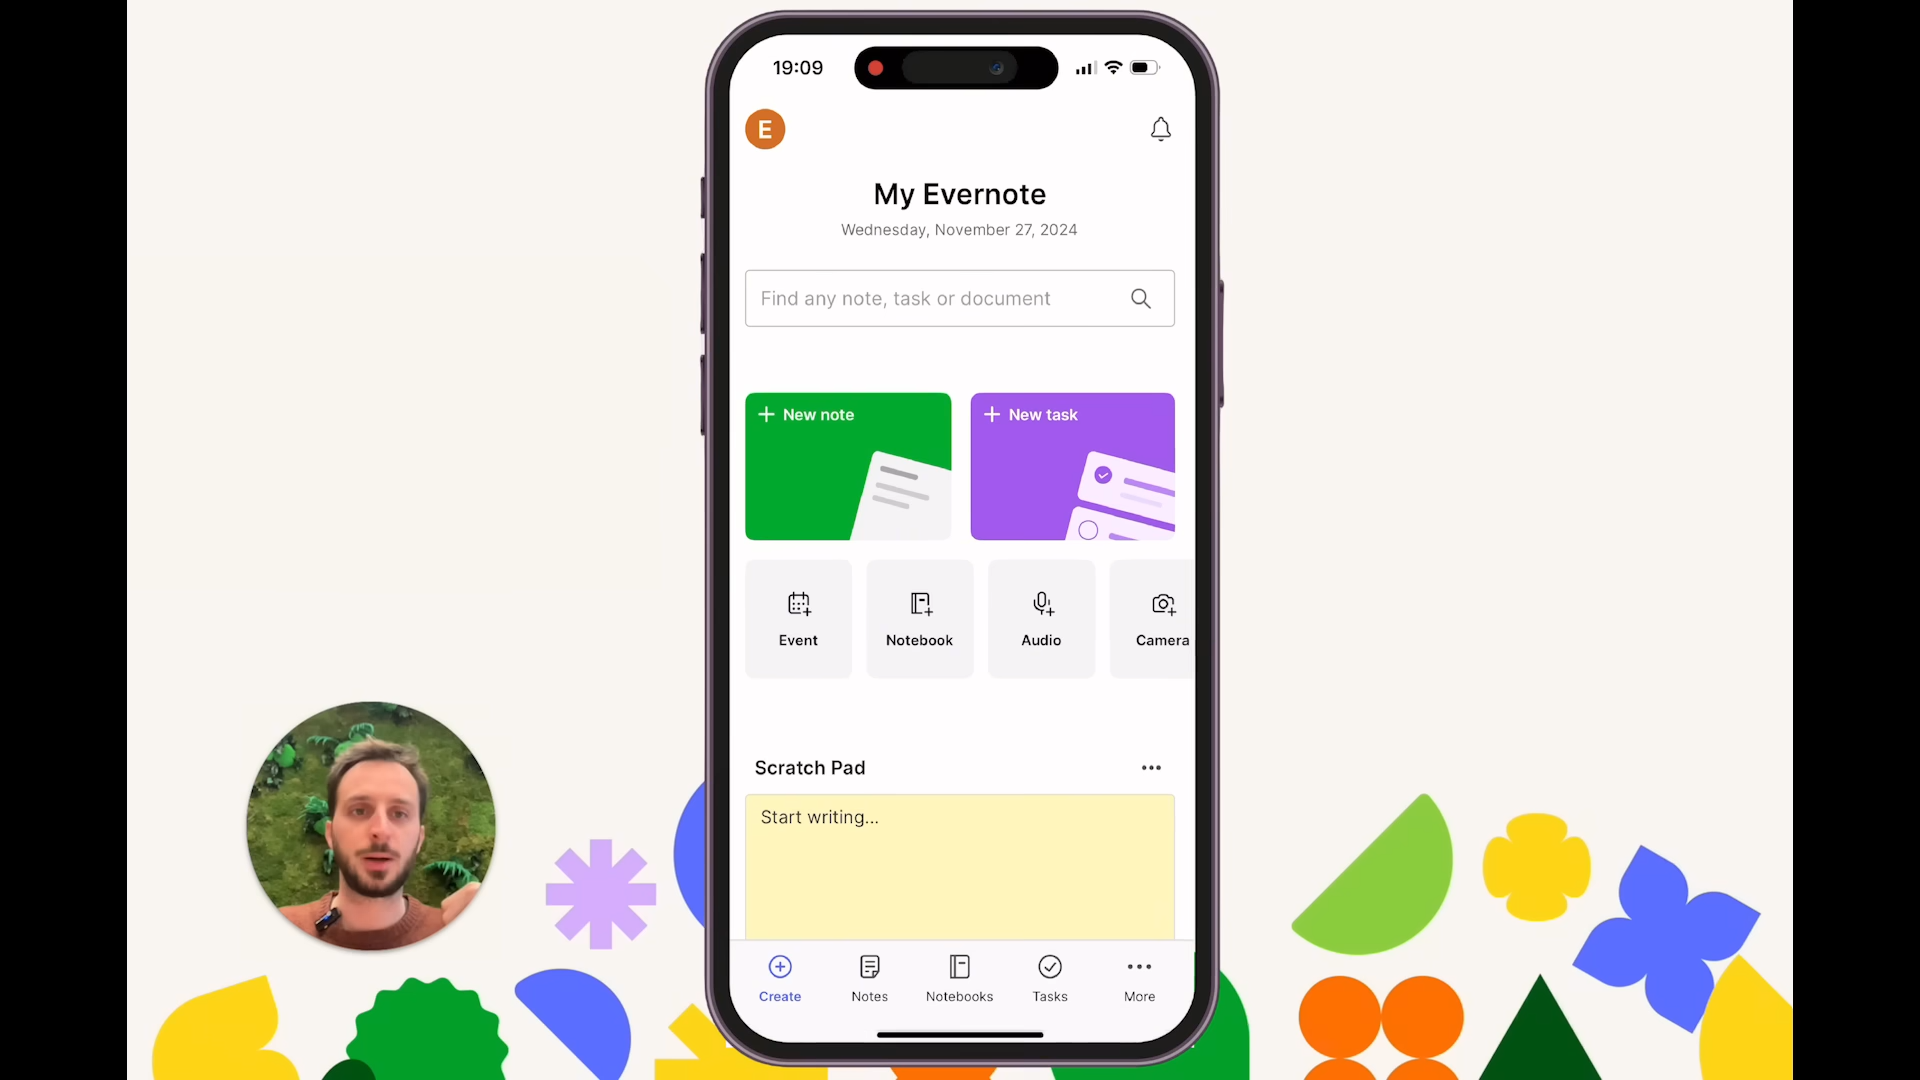 19:09
E
My Evernote
Wednesday, November 27, 2024
Find any note, task or document
New note
New task
Event
Notebook
Audio
Camera
Scratch Pad
Start writing...
Create
Notes
Notebooks
Tasks
More